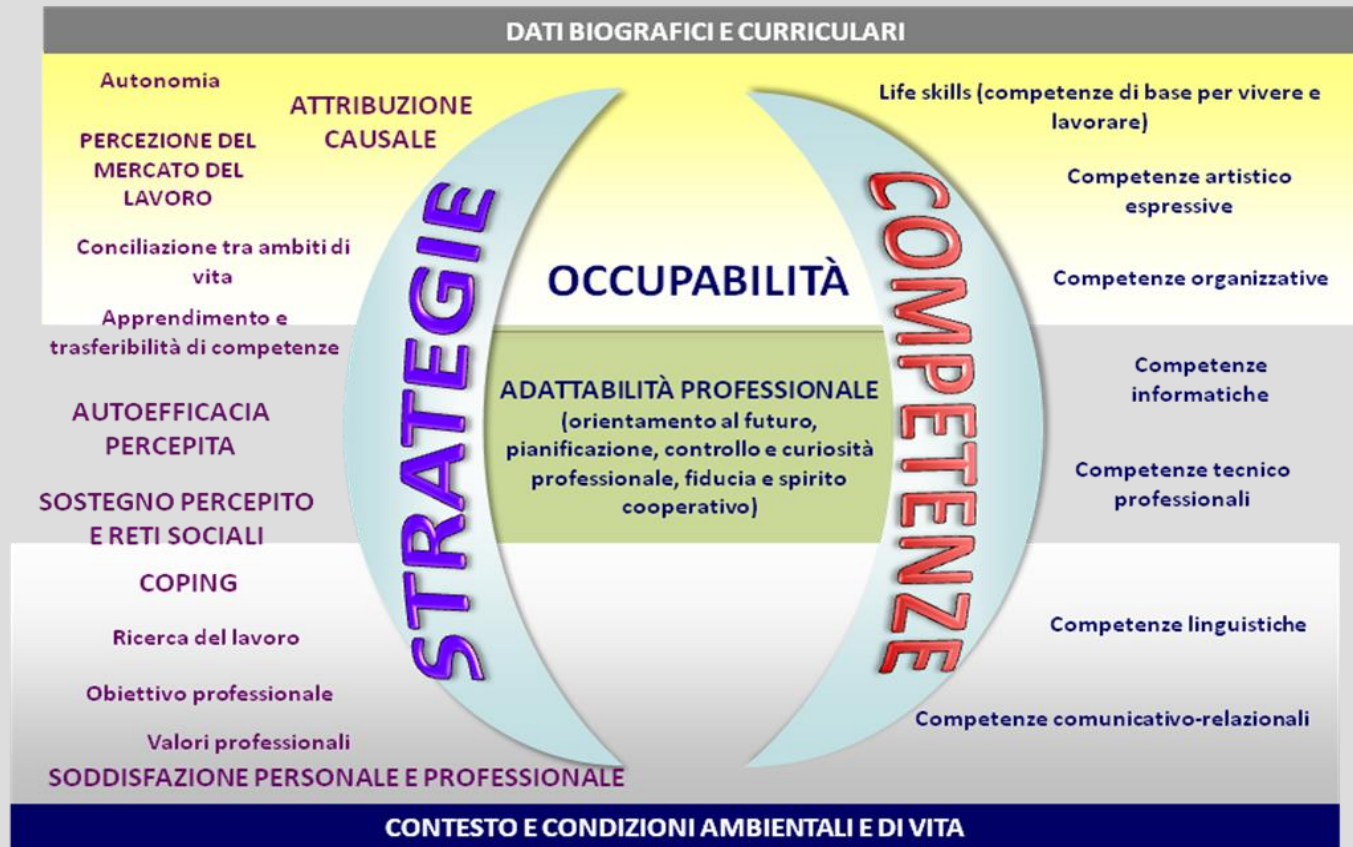 DATI BIOGRAFICI E CURRICULARI
Autonomia
ATTRIBUZIONE
CAUSALE
PERCEZIONE DEL
MERCATO DEL
LAVORO
Conciliazione tra ambiti di
vita
Apprendimento e
trasferibilità di competenze
AUTOEFFICACIA
PERCEPITA
SOSTEGNO PERCEPITO
E RETI SOCIALI
COPING
Ricerca del lavoro
Obiettivo professionale
Valori professionali
SODDISFAZIONE PERSONALE E PROFESSIONALE
STRATEGIE
OCCUPABILITÀ
ADATTABILITÀ PROFESSIONALE
(orientamento al futuro,
pianificazione, controllo e curiosità
professionale, fiducia e spirito
cooperativo)
COMPETENZE
Life skills (competenze di base per vivere e
lavorare)
Competenze artistico
espressive
Competenze organizzative
Competenze
informatiche
Competenze tecnico
professionali
Competenze linguistiche
Competenze comunicativo-relazionali
CONTESTO E CONDIZIONI AMBIENTALI E DI VITA